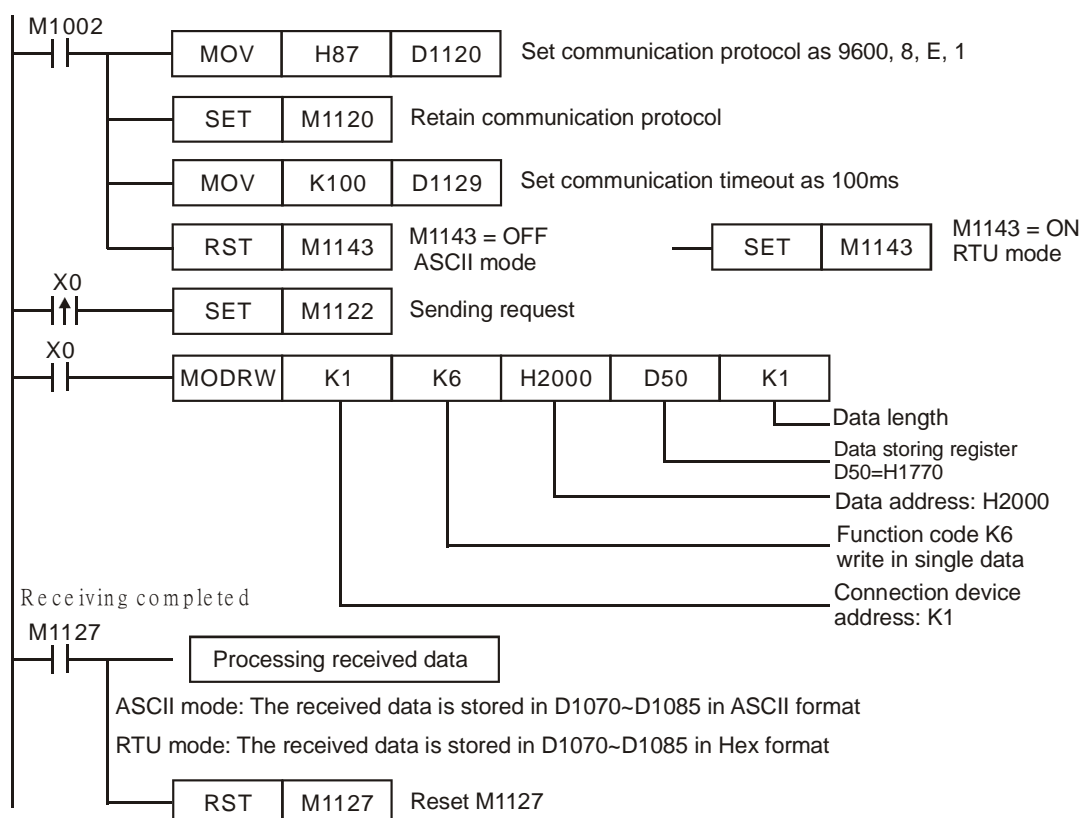 M1002
MOV H87 D1120 Set communication protocol as 9600, 8, E, 1
SET M1120 Retain communication protocol
MOV K100 D1129 Set communication timeout as 100ms
RST M1143 M1143 = OFF
ASCII mode
SET M1143 M1143 = ON
RTU mode
X0
SET M1122 Sending request
X0
MODRW K1 K6 H2000 D50 K1
Data length
Data storing register
D50=H1770
Data address: H2000
Function code K6
write in single data
Connection device
address: K1
Receiving completed
M1127
Processing received data
ASCII mode: The received data is stored in D1070~D1085 in ASCII format
RTU mode: The received data is stored in D1070~D1085 in Hex format
RST M1127 Reset M1127